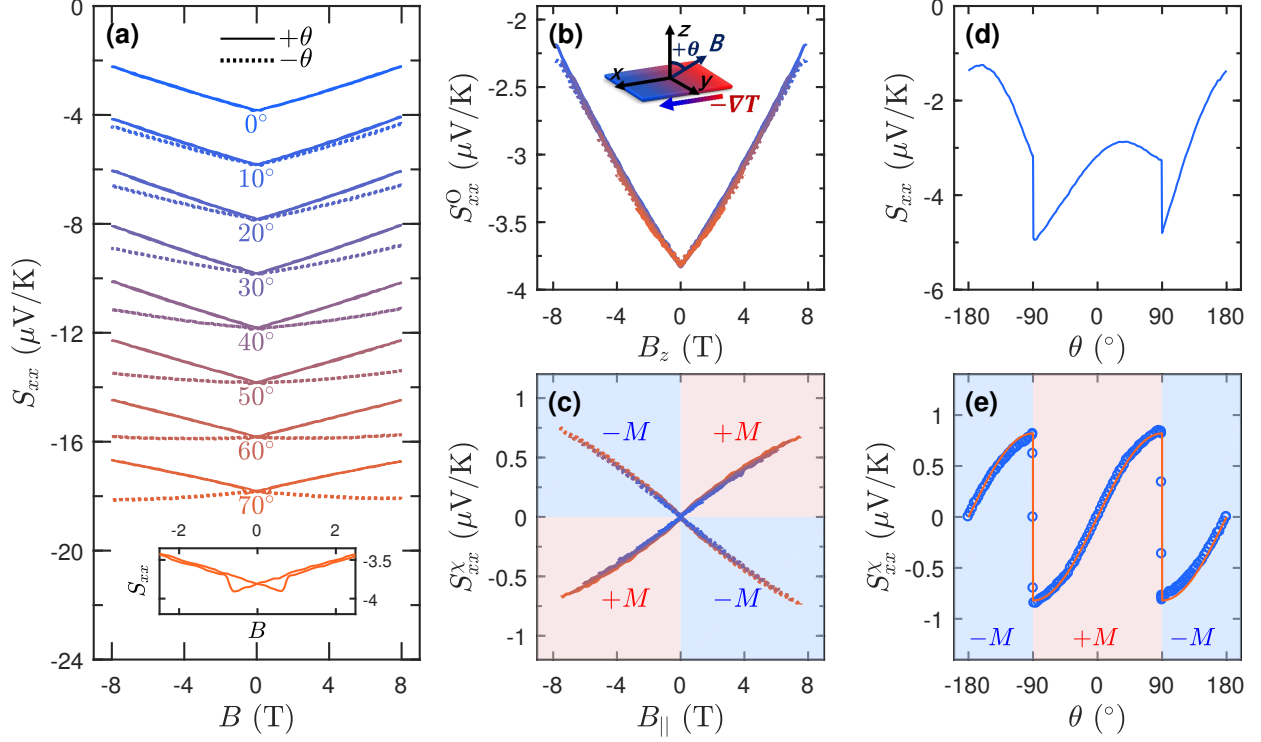 (a)
+θ
−θ
0°
10°
20°
30°
40°
50°
60°
70°
0
-4
-8
-12
-16
-20
-24
S_xx (μV/K)
-8 -4 0 4 8
B (T)
-2 0 2
-3.5
-4
S_xx
B
(b)
z
+θ B
x
y
−∇T
-2
-2.5
-3
-3.5
-4
S^O_xx (μV/K)
-8 -4 0 4 8
B_z (T)
(c)
−M +M
+M −M
1
0.5
0
-0.5
-1
S^χ_xx (μV/K)
-8 -4 0 4 8
B_|| (T)
(d)
0
-2
-4
-6
S_xx (μV/K)
-180 -90 0 90 180
θ (°)
(e)
1
0.5
0
-0.5
-1
S^χ_xx (μV/K)
−M +M −M
-180 -90 0 90 180
θ (°)